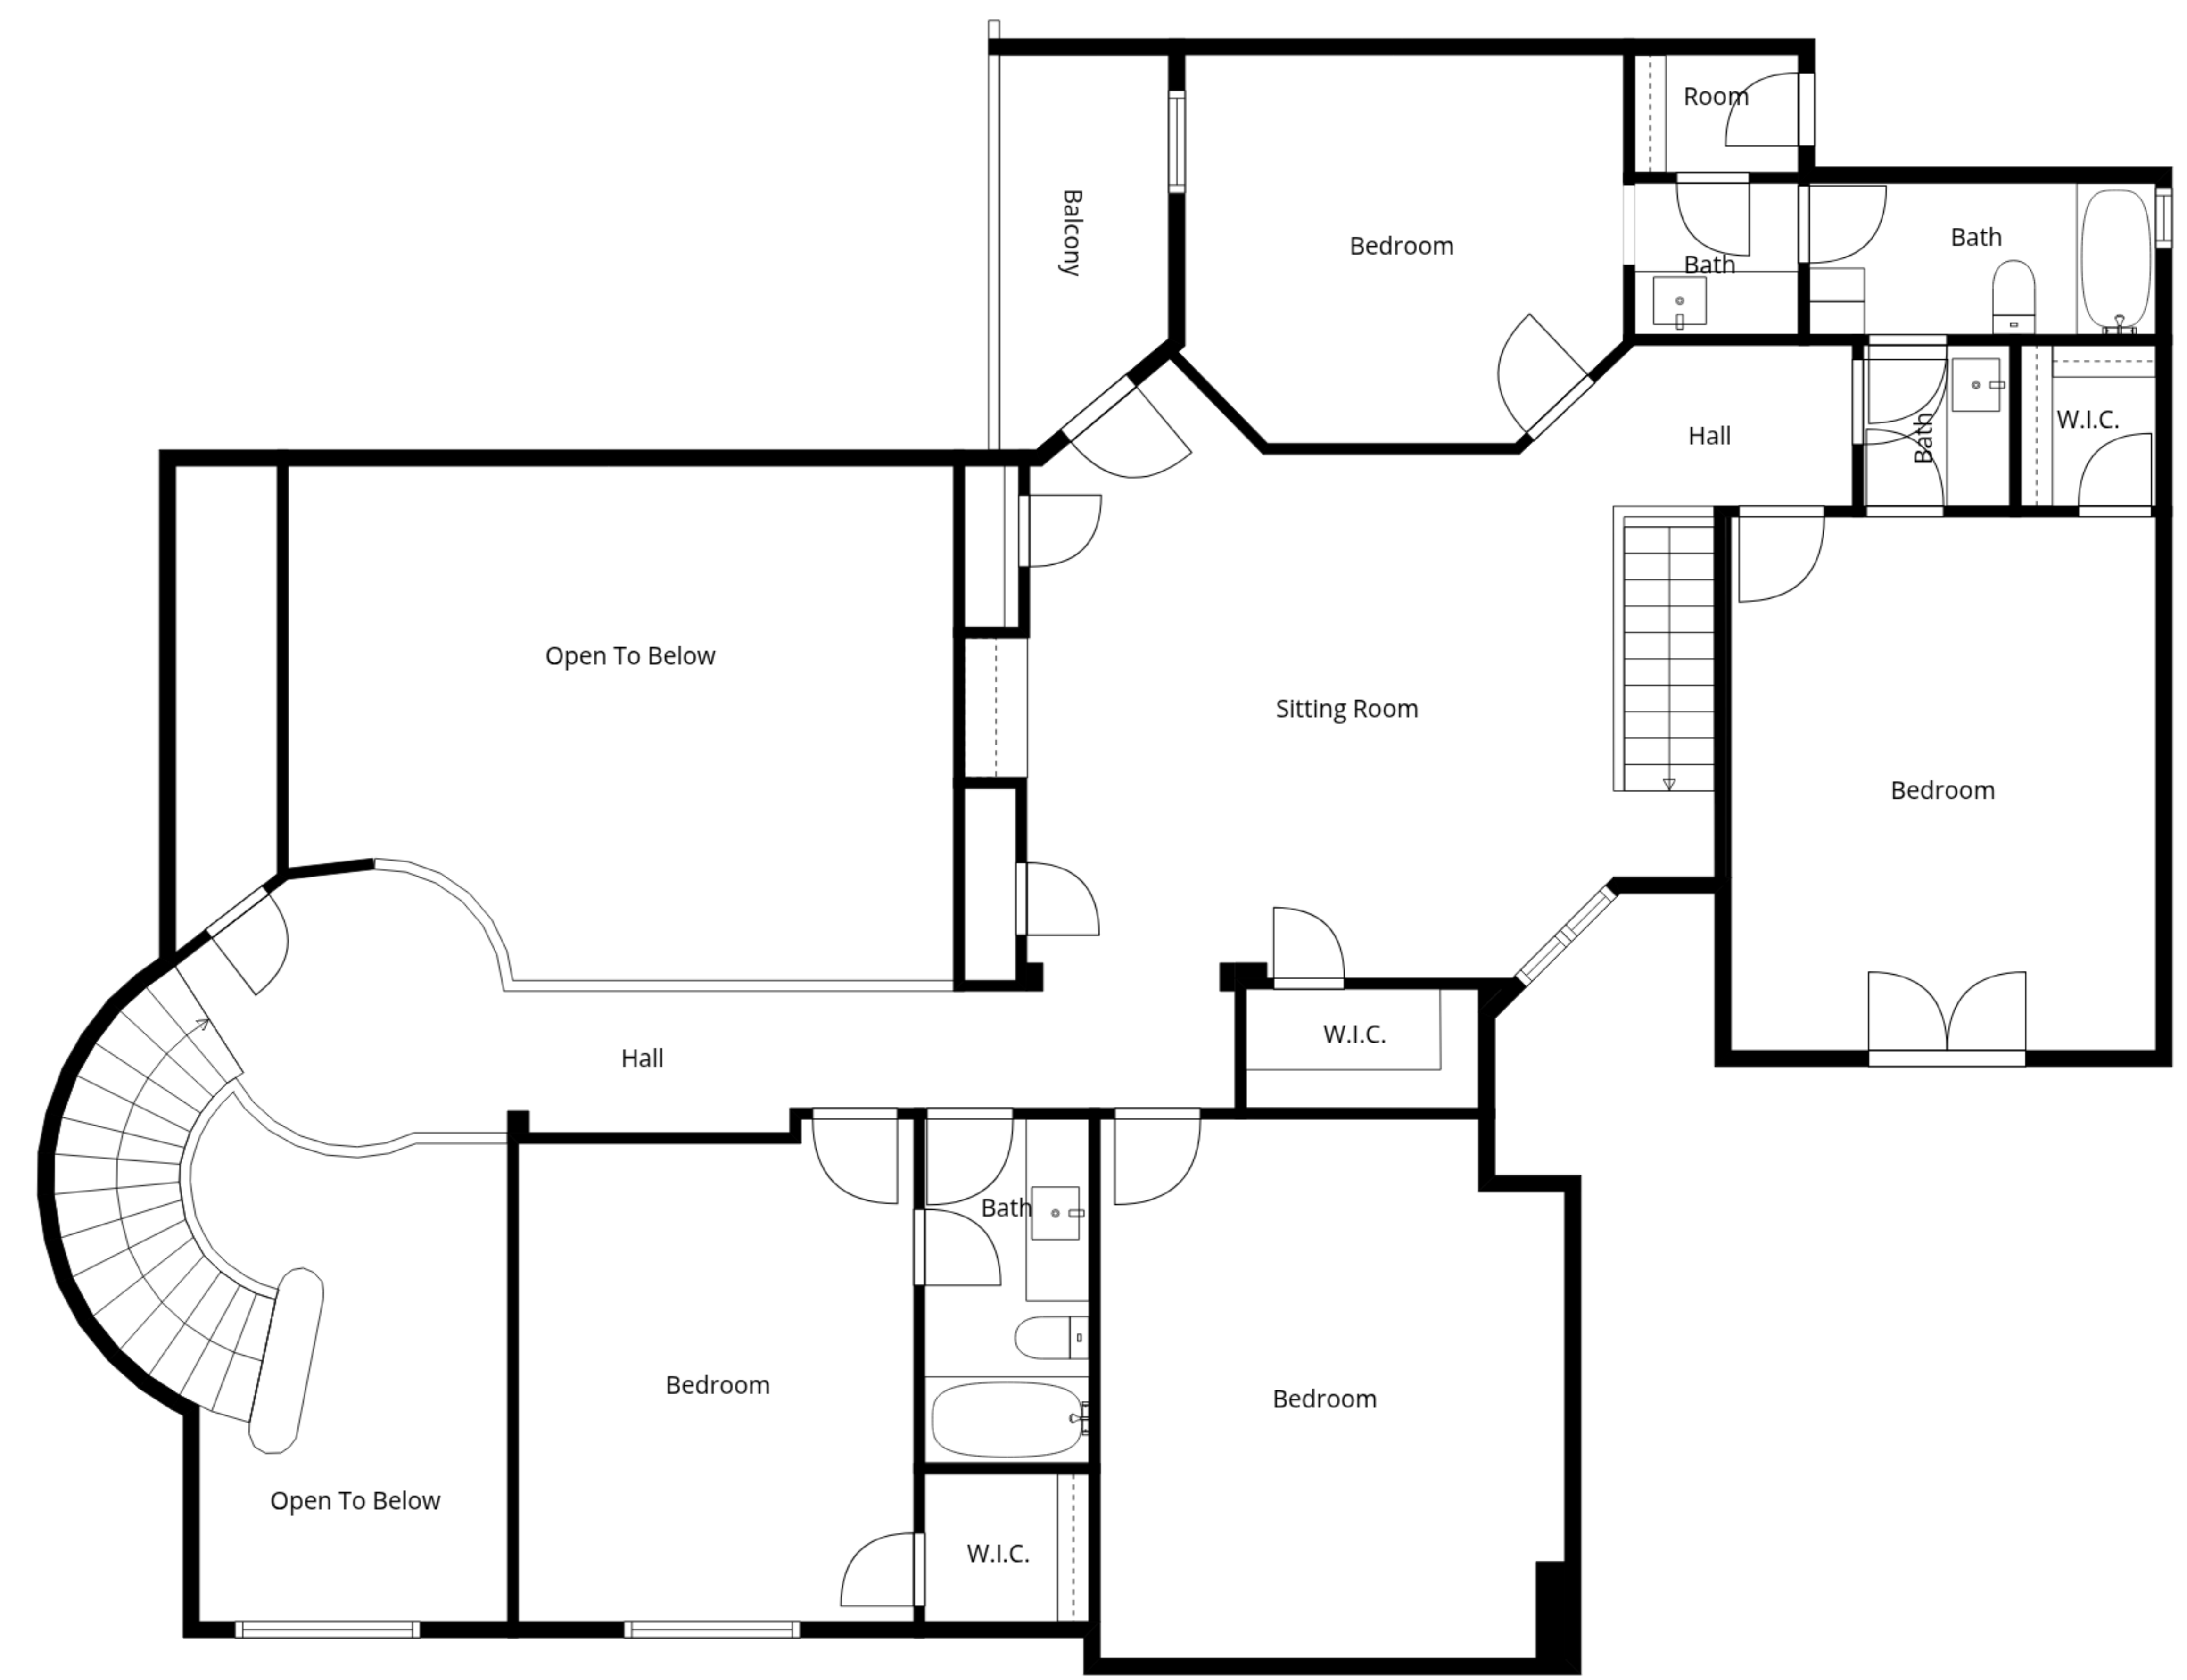 Room
Balcony
Bedroom
Bath
Bath
Hall
Bath
W.I.C.
Open To Below
Sitting Room
Bedroom
Hall
W.I.C.
Bath
Bedroom
Bedroom
Open To Below
W.I.C.